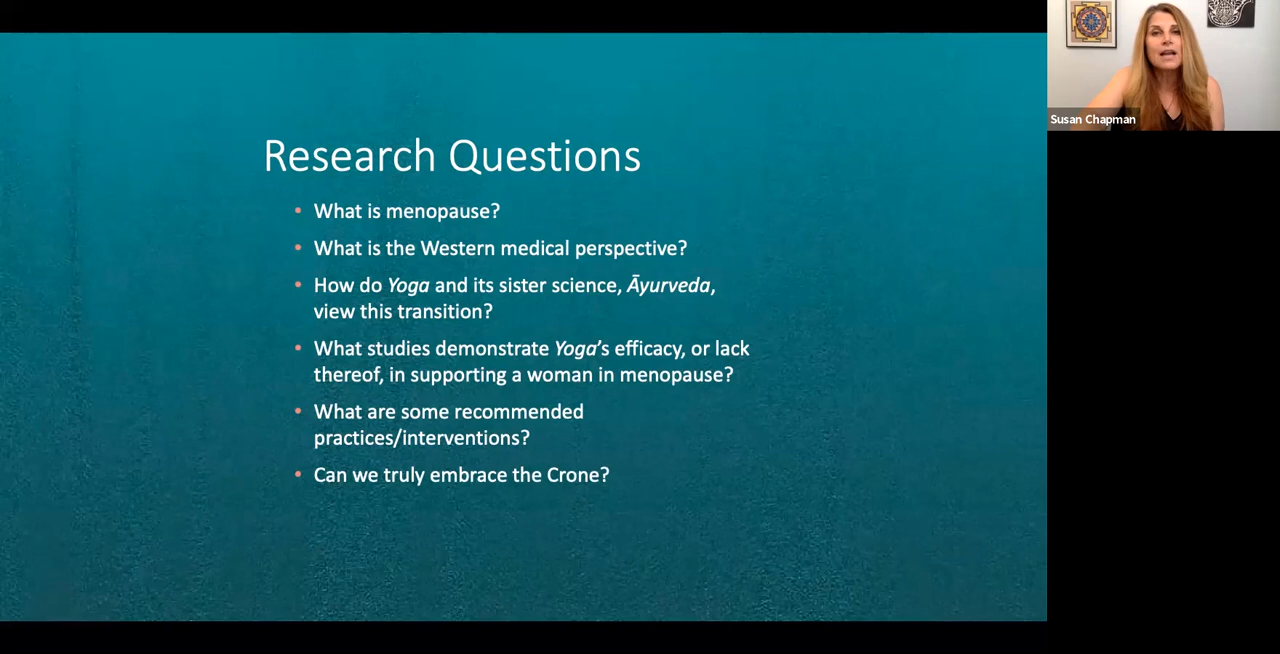 Research Questions
• What is menopause?
• What is the Western medical perspective?
• How do Yoga and its sister science, Āyurveda,
view this transition?
• What studies demonstrate Yoga's efficacy, or lack
thereof, in supporting a woman in menopause?
• What are some recommended
practices/interventions?
• Can we truly embrace the Crone?
Susan Chapman